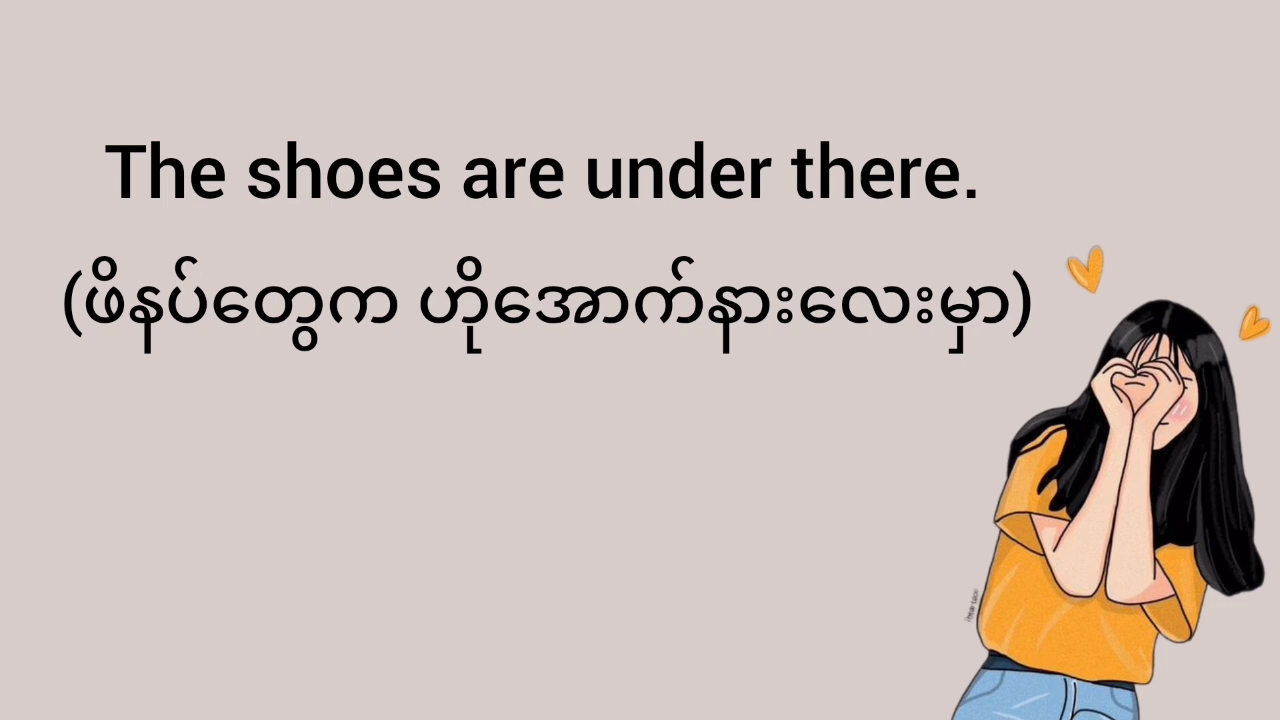 The shoes are under there.
(ဖိနပ်တွေက ဟိုအောက်နားလေးမှာ)